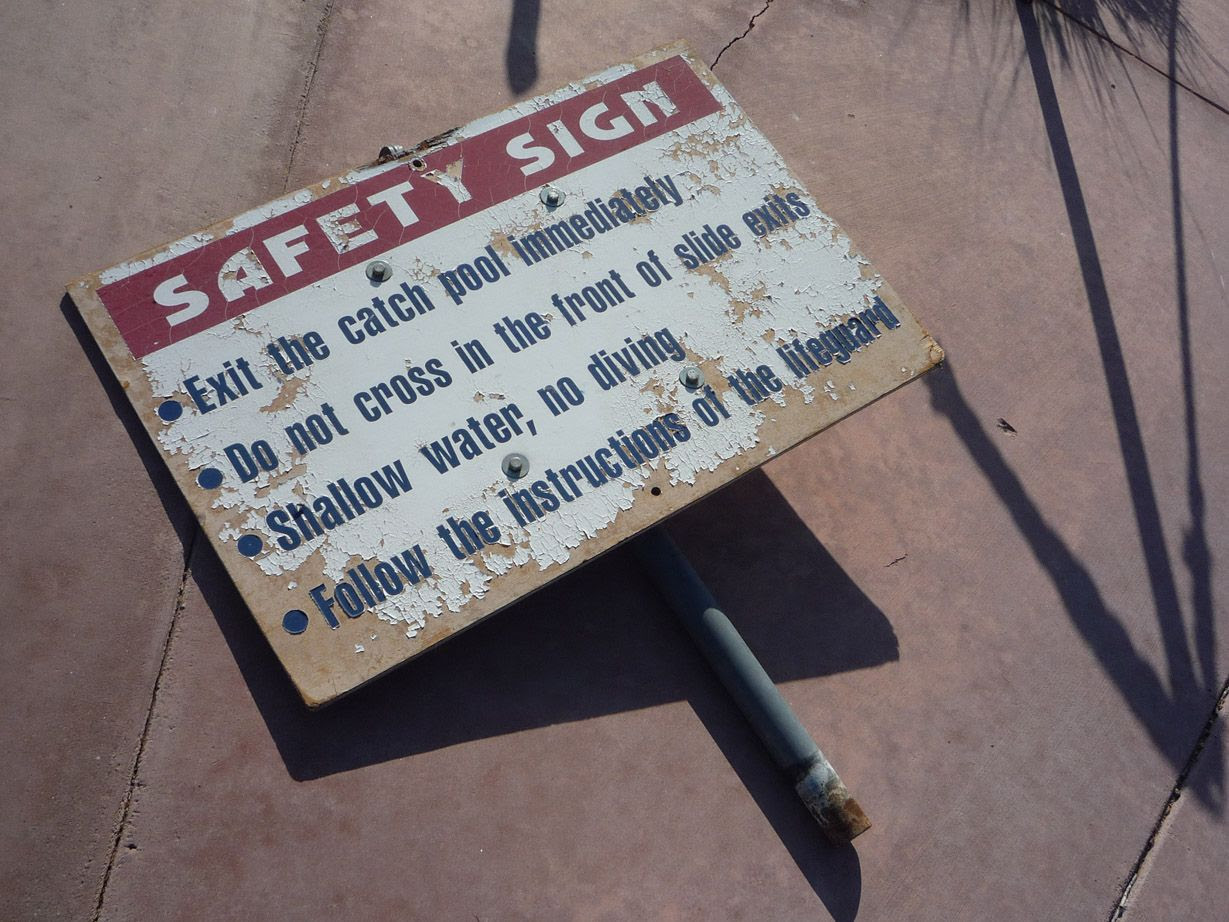 SAFETY SIGN
• Exit the catch pool immediately
• Do not cross in the front of slide exits
• Shallow water, no diving
• Follow the instructions of the lifeguard